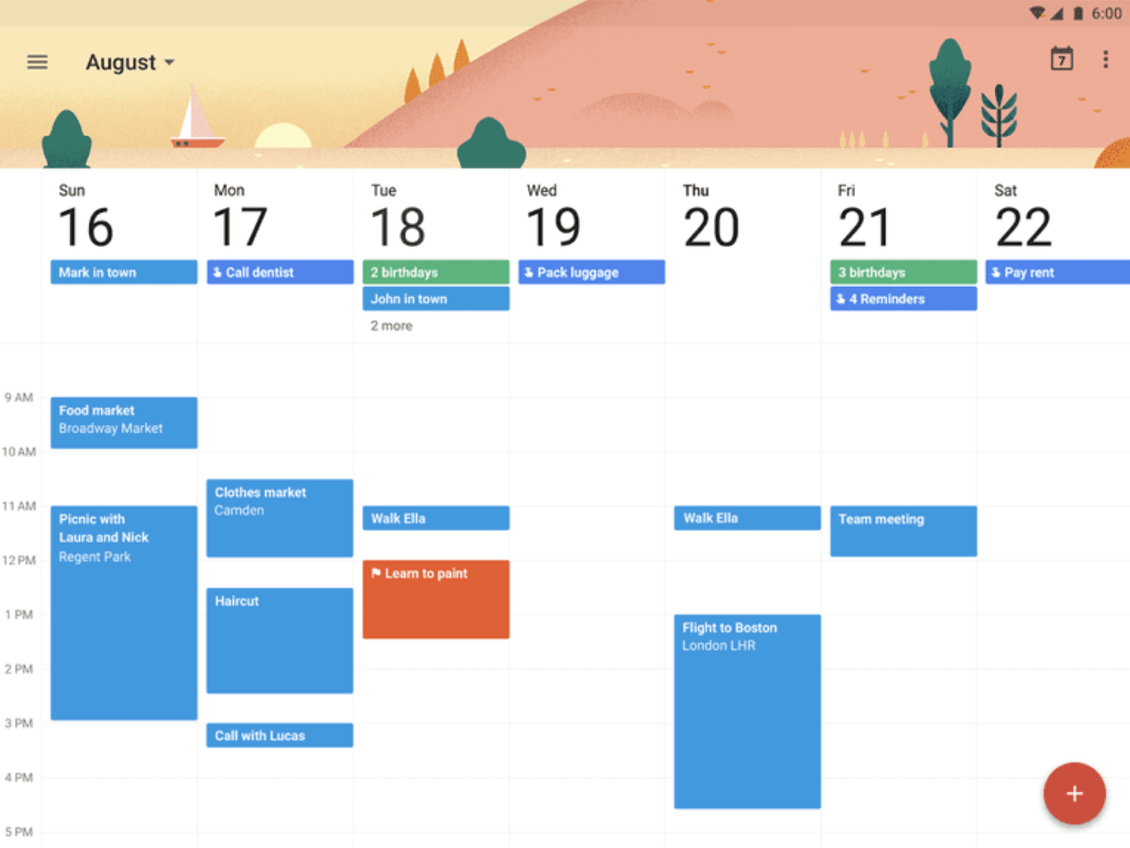 6:00
August
7
Sun
16
Mon
17
Tue
18
Wed
19
Thu
20
Fri
21
Sat
22
Mark in town
Call dentist
2 birthdays
Pack luggage
3 birthdays
Pay rent
John in town
4 Reminders
2 more
9 AM
Food market
Broadway Market
10 AM
Clothes market
Camden
11 AM
Picnic with
Laura and Nick
Regent Park
Walk Ella
Walk Ella
Team meeting
12 PM
Learn to paint
Haircut
1 PM
Flight to Boston
London LHR
2 PM
3 PM
Call with Lucas
4 PM
+
5 PM